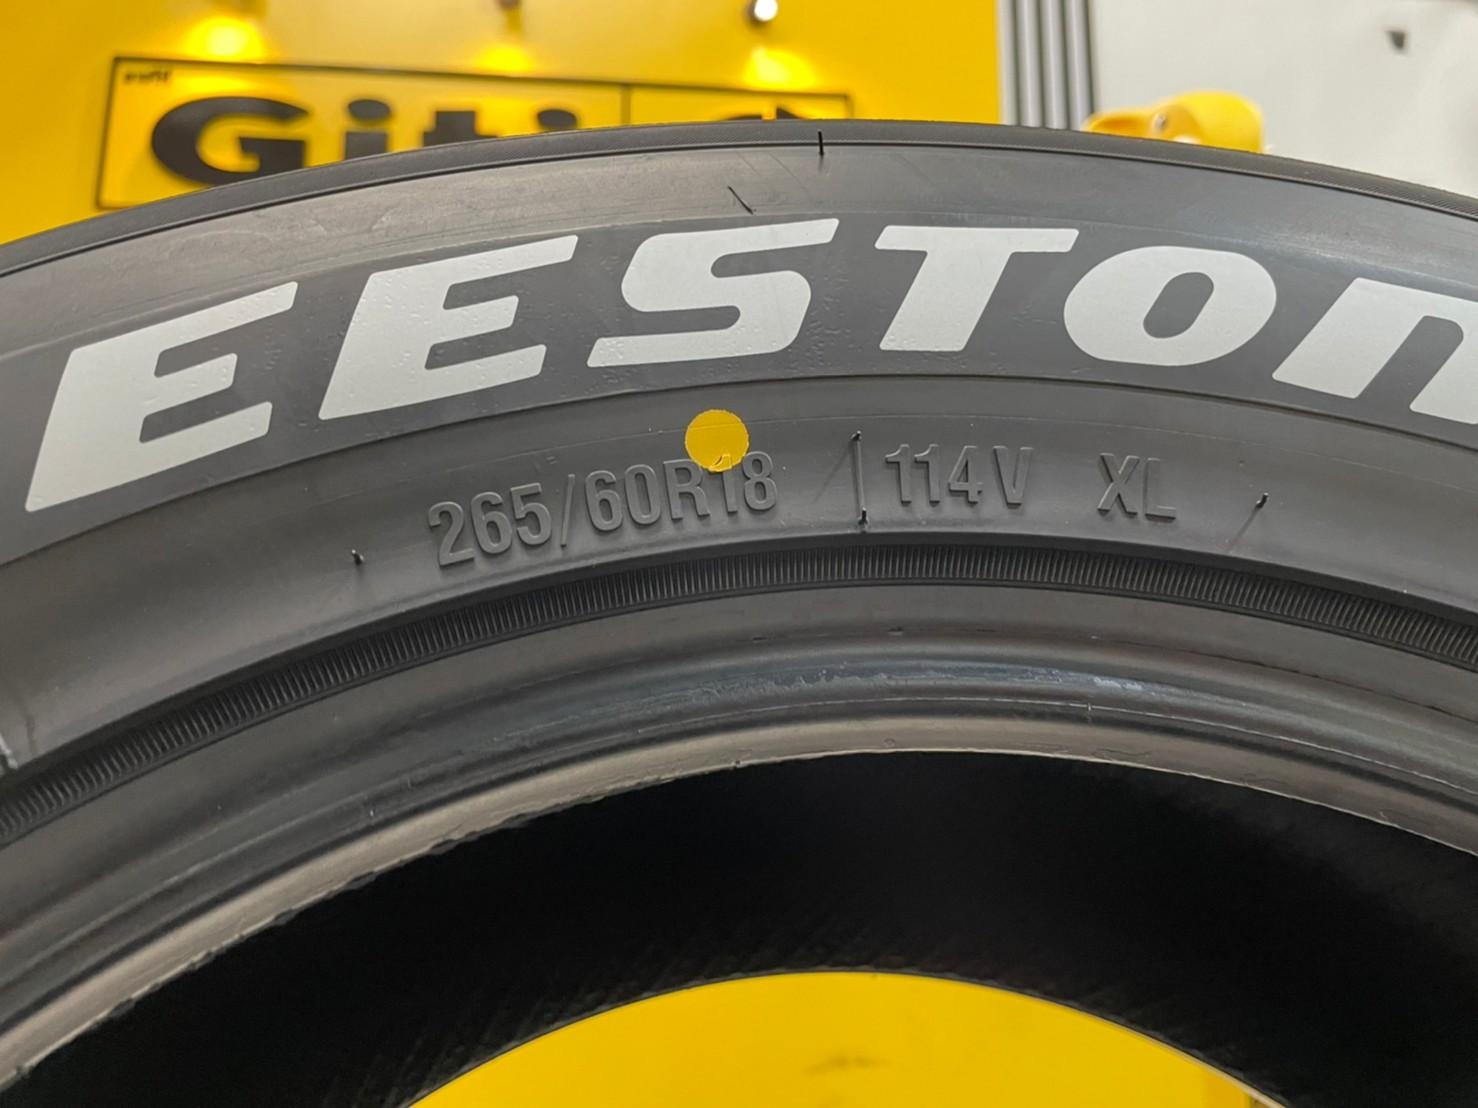 Giti
EESTON
265/60R18 114V XL